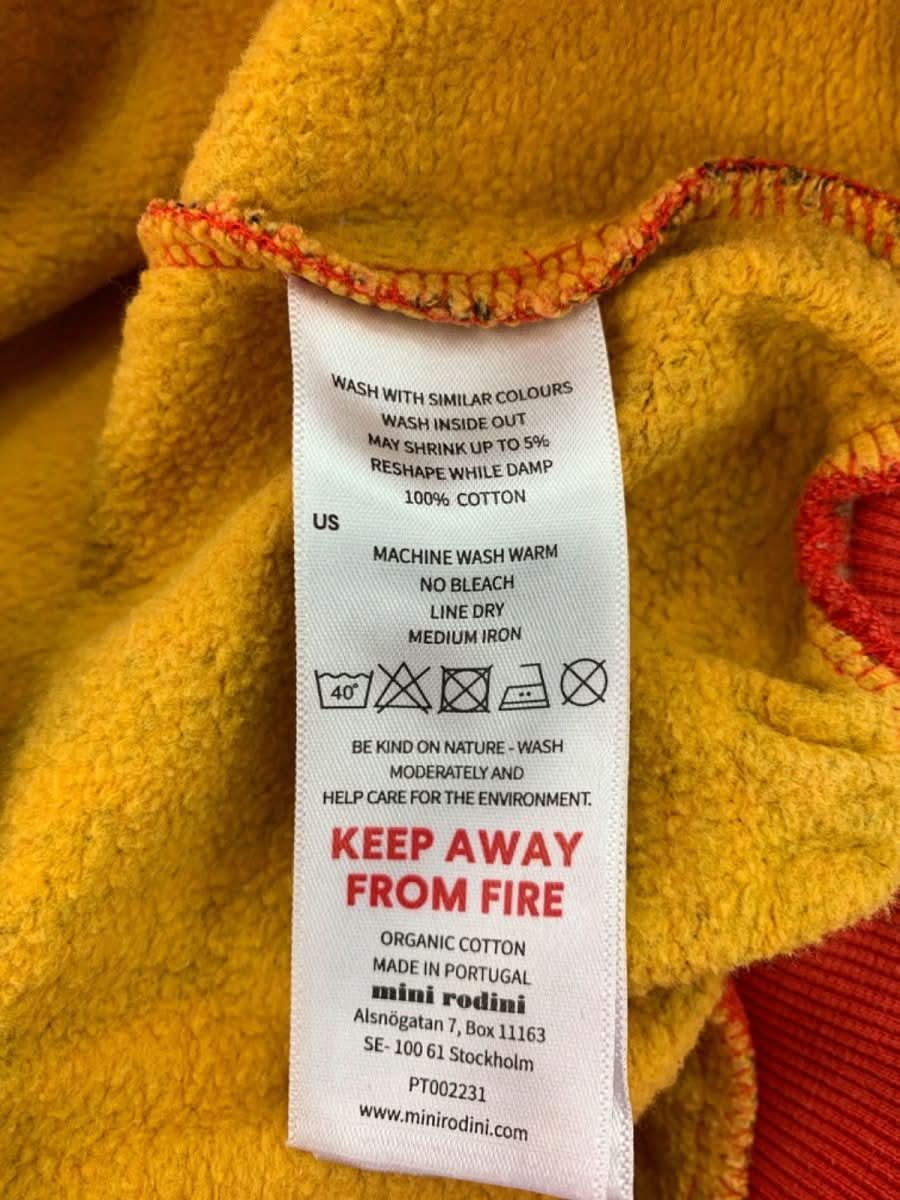 WASH WITH SIMILAR COLOURS
WASH INSIDE OUT
MAY SHRINK UP TO 5%
RESHAPE WHILE DAMP
100% COTTON
US
MACHINE WASH WARM
NO BLEACH
LINE DRY
MEDIUM IRON
40°
BE KIND ON NATURE - WASH
MODERATELY AND
HELP CARE FOR THE ENVIRONMENT.
KEEP AWAY
FROM FIRE
ORGANIC COTTON
MADE IN PORTUGAL
mini rodini
Alsnögatan 7, Box 11163
SE- 100 61 Stockholm
PT002231
www.minirodini.com